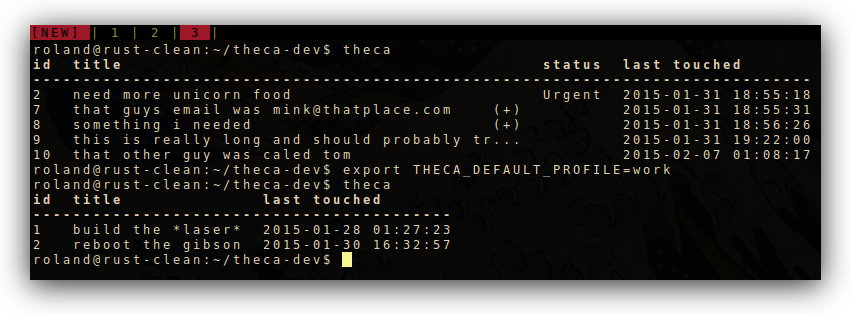 [NEW] | 1 | 2 | 3 |
roland@rust-clean:~/theca-dev$ theca
id  title                                          status  last touched
------------------------------------------------------------------------------
2   need more unicorn food                         Urgent  2015-01-31 18:55:18
7   that guys email was mink@thatplace.com    (+)          2015-01-31 18:55:31
8   something i needed                        (+)          2015-01-31 18:56:26
9   this is really long and should probably tr...          2015-01-31 19:22:00
10  that other guy was caled tom                           2015-02-07 01:08:17
roland@rust-clean:~/theca-dev$ export THECA_DEFAULT_PROFILE=work
roland@rust-clean:~/theca-dev$ theca
id  title              last touched
------------------------------------------
1   build the *laser*  2015-01-28 01:27:23
2   reboot the gibson  2015-01-30 16:32:57
roland@rust-clean:~/theca-dev$